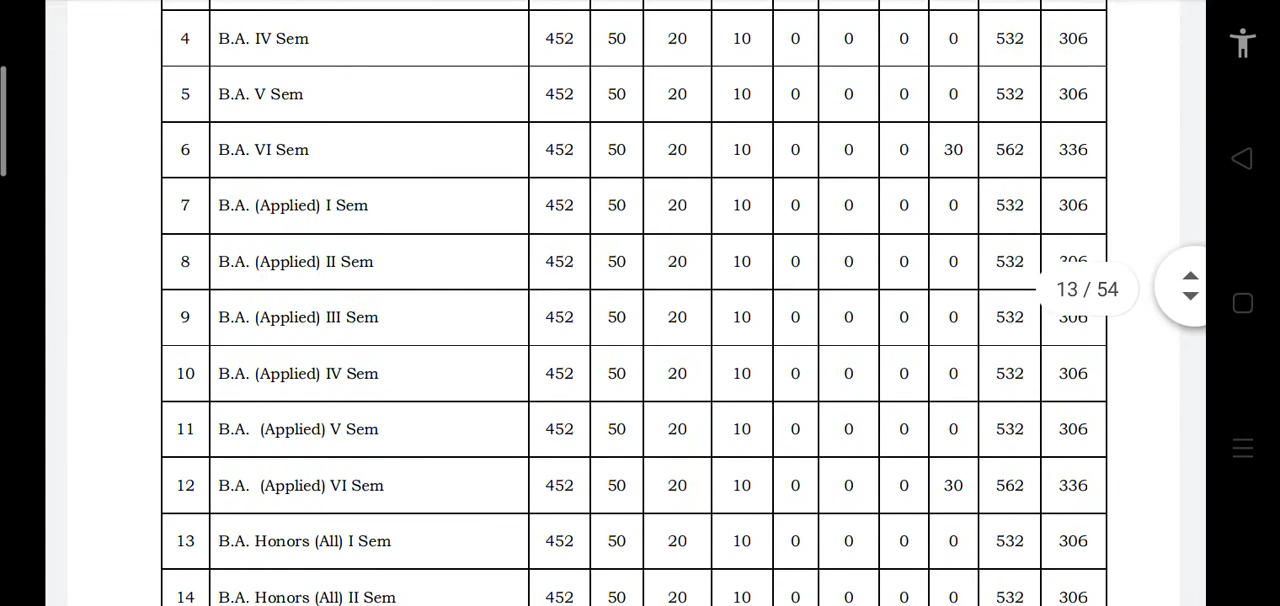 4 B.A. IV Sem 452 50 20 10 0 0 0 0 532 306
5 B.A. V Sem 452 50 20 10 0 0 0 0 532 306
6 B.A. VI Sem 452 50 20 10 0 0 0 30 562 336
7 B.A. (Applied) I Sem 452 50 20 10 0 0 0 0 532 306
8 B.A. (Applied) II Sem 452 50 20 10 0 0 0 0 532 306
13 / 54
9 B.A. (Applied) III Sem 452 50 20 10 0 0 0 0 532 306
10 B.A. (Applied) IV Sem 452 50 20 10 0 0 0 0 532 306
11 B.A. (Applied) V Sem 452 50 20 10 0 0 0 0 532 306
12 B.A. (Applied) VI Sem 452 50 20 10 0 0 0 30 562 336
13 B.A. Honors (All) I Sem 452 50 20 10 0 0 0 0 532 306
14 B.A. Honors (All) II Sem 452 50 20 10 0 0 0 0 532 306